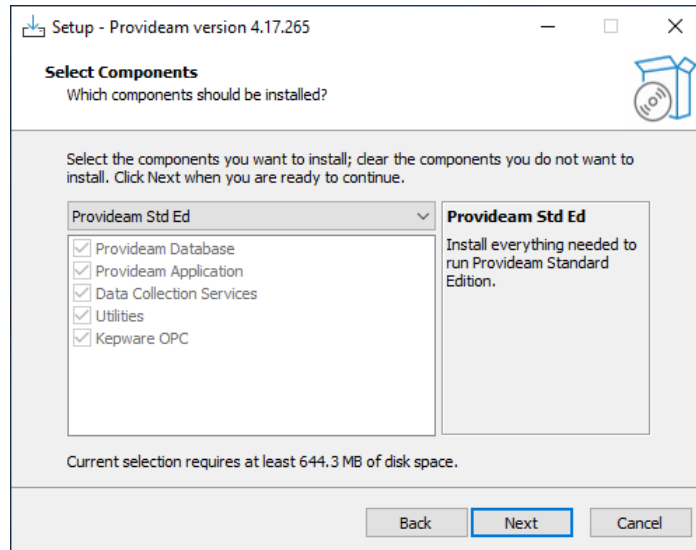 Setup - Provideam version 4.17.265
Select Components
Which components should be installed?
Select the components you want to install; clear the components you do not want to
install. Click Next when you are ready to continue.
Provideam Std Ed
Provideam Database
Provideam Application
Data Collection Services
Utilities
Kepware OPC
Provideam Std Ed
Install everything needed to
run Provideam Standard
Edition.
Current selection requires at least 644.3 MB of disk space.
Back
Next
Cancel